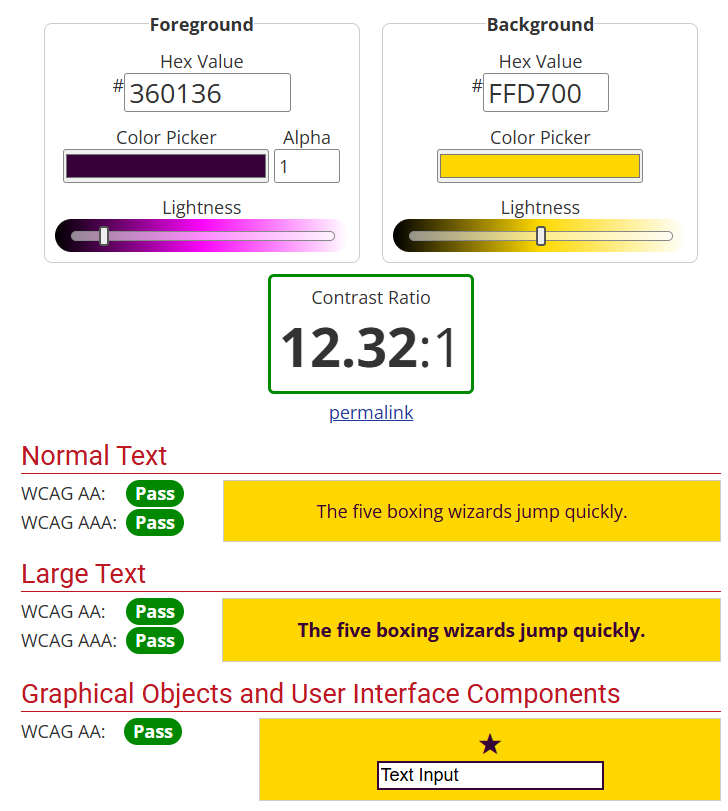 Foreground Background
Hex Value Hex Value
#360136 #FFD700
Color Picker Alpha Color Picker
1
Lightness Lightness
Contrast Ratio
12.32:1
permalink
Normal Text
WCAG AA: Pass
WCAG AAA: Pass
The five boxing wizards jump quickly.
Large Text
WCAG AA: Pass
WCAG AAA: Pass
The five boxing wizards jump quickly.
Graphical Objects and User Interface Components
WCAG AA: Pass
Text Input